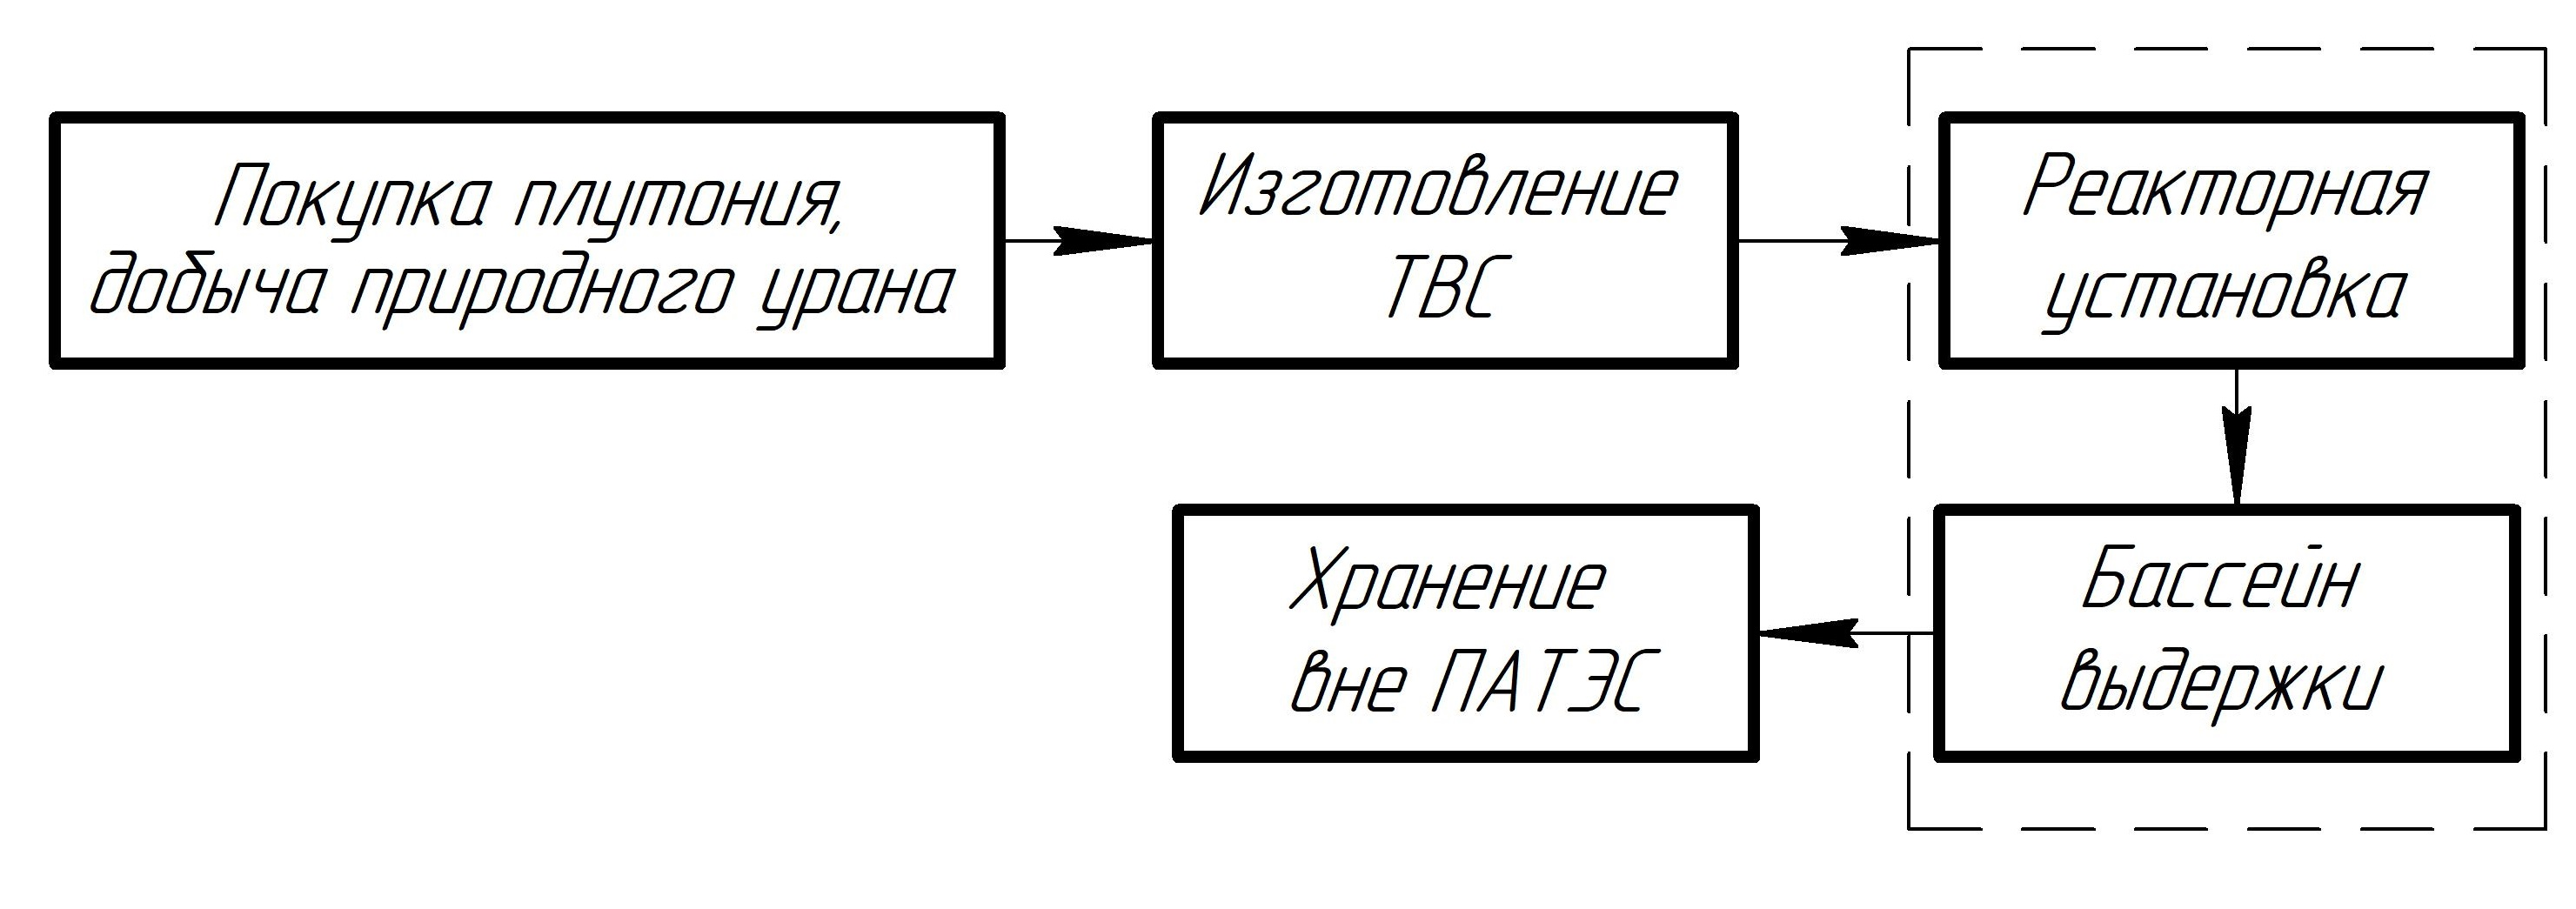 Покупка плутония,
добыча природного урана
Изготовление
ТВС
Реакторная
установка
Хранение
вне ПАТЭС
Бассейн
выдержки